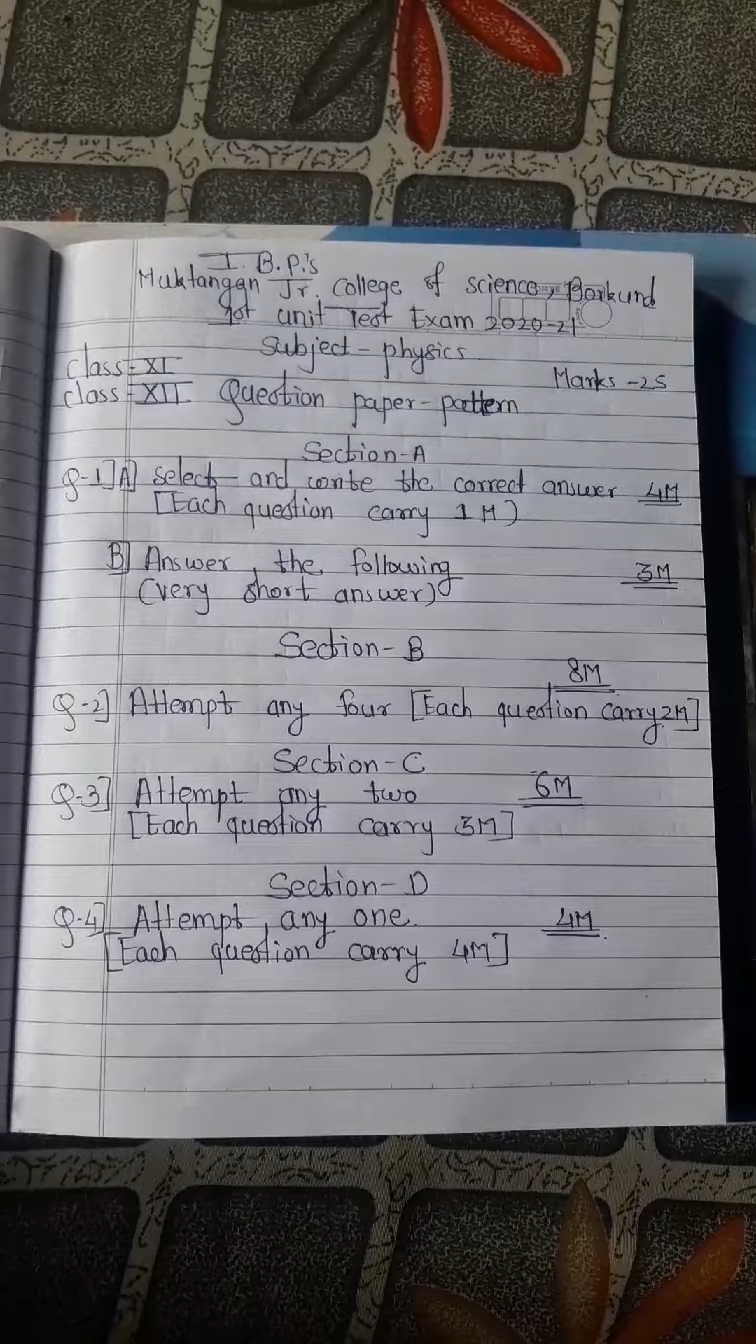 I. B.P.'s
Muktangan Jr. College of science, Borkund
1st unit Test Exam 2020-21
Subject - physics
class - XI
Marks - 25
class - XII Question paper - pattern
Section - A
Q-1] A] Select and write the correct answer 4M
[Each question carry 1 M)
B] Answer the following 3M
(very short answer)
Section - B
8M
Q-2] Attempt any four [Each question carry 2M]
Section - C
Q-3] Attempt any two 6M
[Each question carry 3M]
Section - D
Q-4] Attempt any one. 4M
[Each question carry 4M]